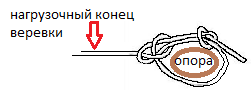 нагрузочный конец
веревки
опора